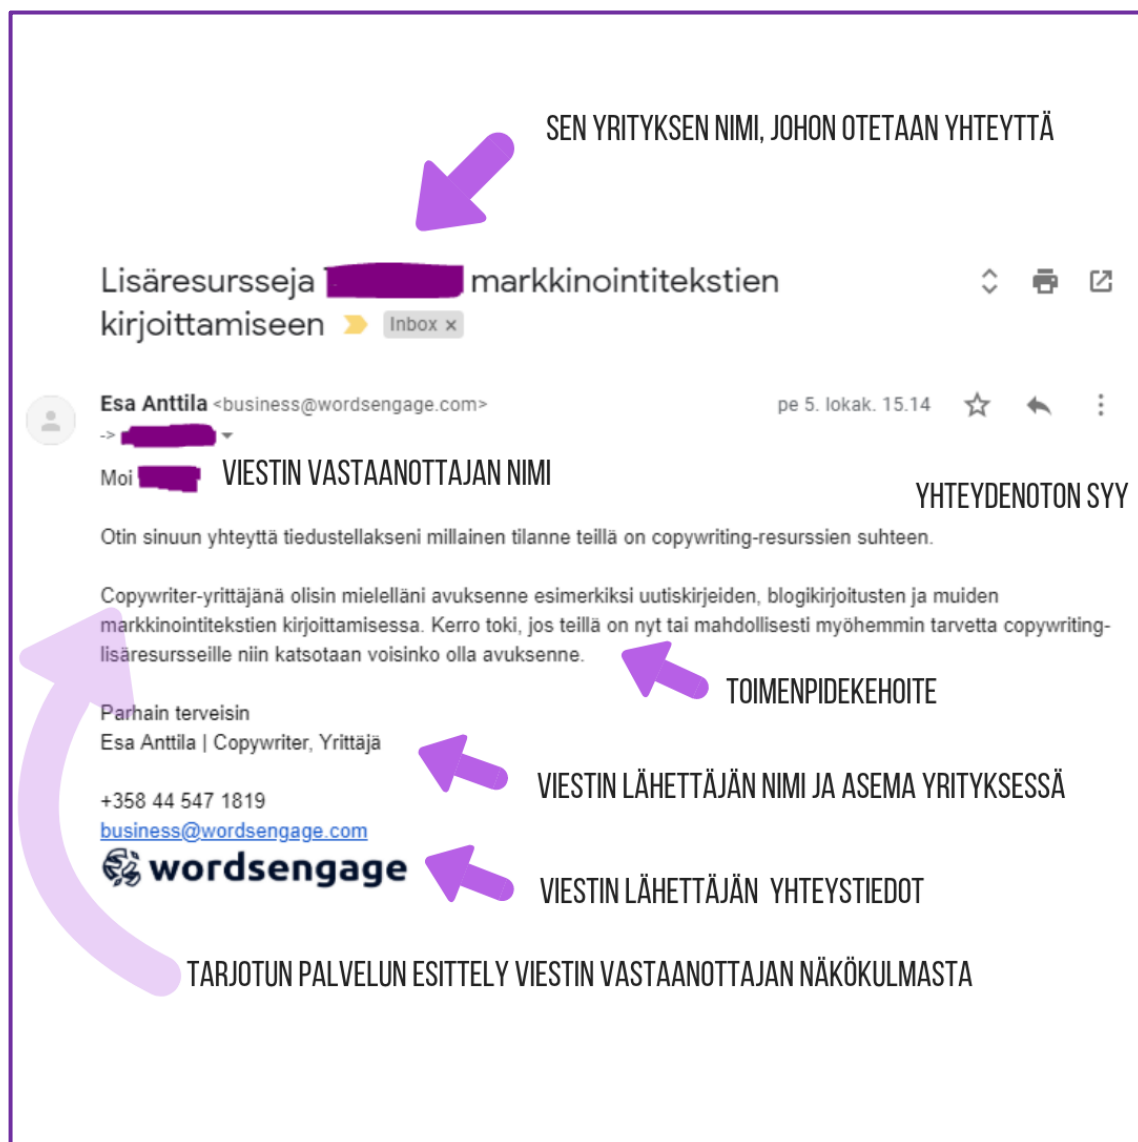 SEN YRITYKSEN NIMI, JOHON OTETAAN YHTEYTTÄ
Lisäresursseja markkinointitekstien
kirjoittamiseen Inbox x
Esa Anttila <business@wordsengage.com> pe 5. lokak. 15.14
->
Moi VIESTIN VASTAANOTTAJAN NIMI
YHTEYDENOTON SYY
Otin sinuun yhteyttä tiedustellakseni millainen tilanne teillä on copywriting-resurssien suhteen.
Copywriter-yrittäjänä olisin mielelläni avuksenne esimerkiksi uutiskirjeiden, blogikirjoitusten ja muiden
markkinointitekstien kirjoittamisessa. Kerro toki, jos teillä on nyt tai mahdollisesti myöhemmin tarvetta copywriting-
lisäresursseille niin katsotaan voisinko olla avuksenne.
TOIMENPIDEKEHOITE
Parhain terveisin
Esa Anttila | Copywriter, Yrittäjä
VIESTIN LÄHETTÄJÄN NIMI JA ASEMA YRITYKSESSÄ
+358 44 547 1819
business@wordsengage.com
wordsengage
VIESTIN LÄHETTÄJÄN YHTEYSTIEDOT
TARJOTUN PALVELUN ESITTELY VIESTIN VASTAANOTTAJAN NÄKÖKULMASTA